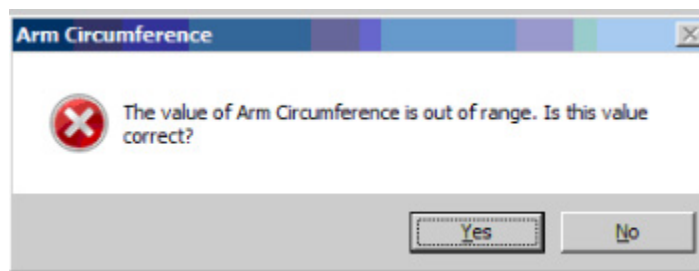 Arm Circumference
The value of Arm Circumference is out of range. Is this value
correct?
Yes
No